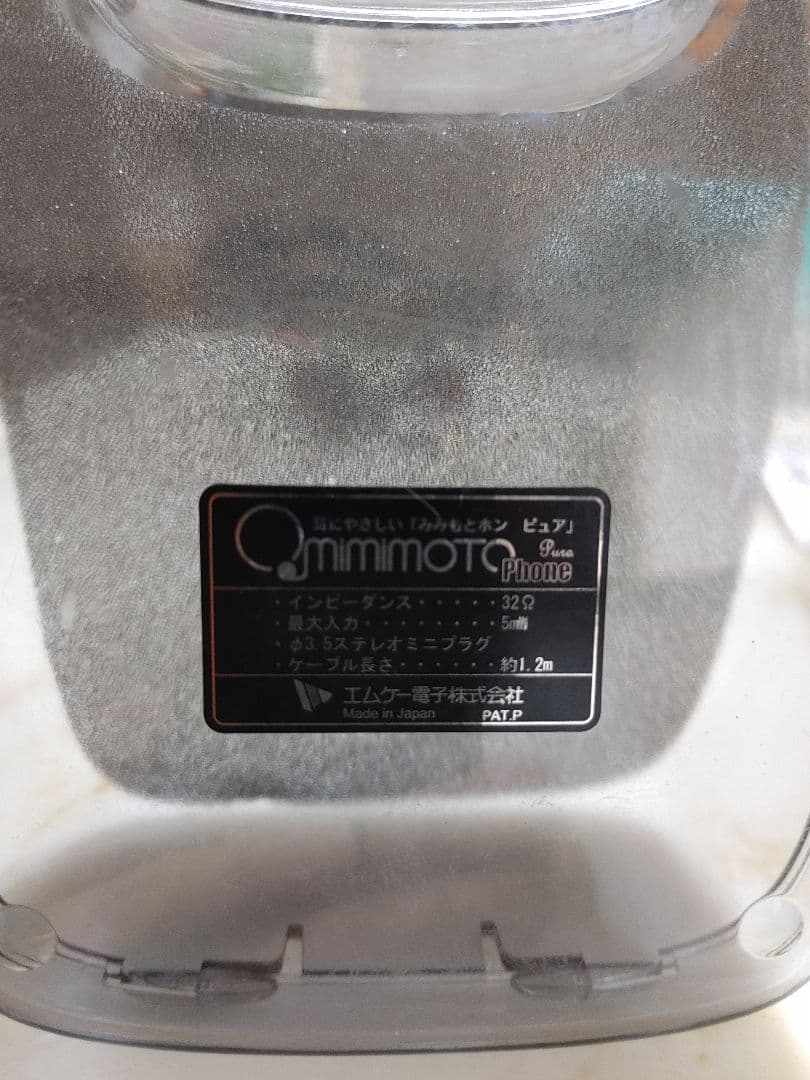 耳にやさしい「みみもとホン ピュア」
mimimoto
Pure
Phone
・インピーダンス・・・・・32Ω
・最大入力・・・・・・・・5mW
・φ3.5ステレオミニプラグ
・ケーブル長さ・・・・・・約1.2m
エムケー電子株式会社
Made in Japan PAT.P